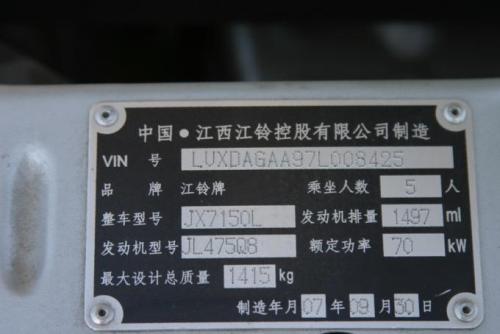 中国·江西江铃控股有限公司制造
VIN 号 LVXDAGAA97L008425
品 牌 江铃牌 乘坐人数 5 人
整车型号 JX7150L 发动机排量 1497 ml
发动机型号 JL475Q8 额定功率 70 kW
最大设计总质量 1415 kg
制造年月 07 年 09 月 30 日